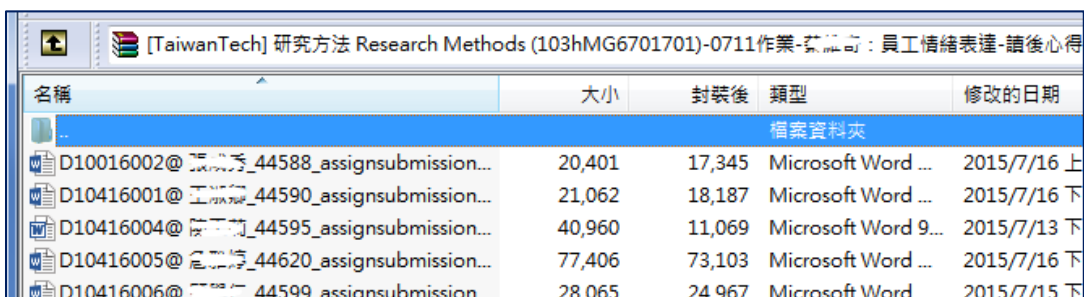 [TaiwanTech] 研究方法 Research Methods (103hMG6701701)-0711作業- : 員工情緒表達-讀後心得
名稱 大小 封裝後 類型 修改的日期
.. 檔案資料夾
D10016002@ _44588_assignsubmission... 20,401 17,345 Microsoft Word ... 2015/7/16 上
D10416001@ _44590_assignsubmission... 21,062 18,187 Microsoft Word ... 2015/7/16 下
D10416004@ _44595_assignsubmission... 40,960 11,069 Microsoft Word 9... 2015/7/13 下
D10416005@ _44620_assignsubmission... 77,406 73,103 Microsoft Word ... 2015/7/16 下
D10416006@ _44599_assignsubmission 28,065 24,967 Microsoft Word 2015/7/15 下